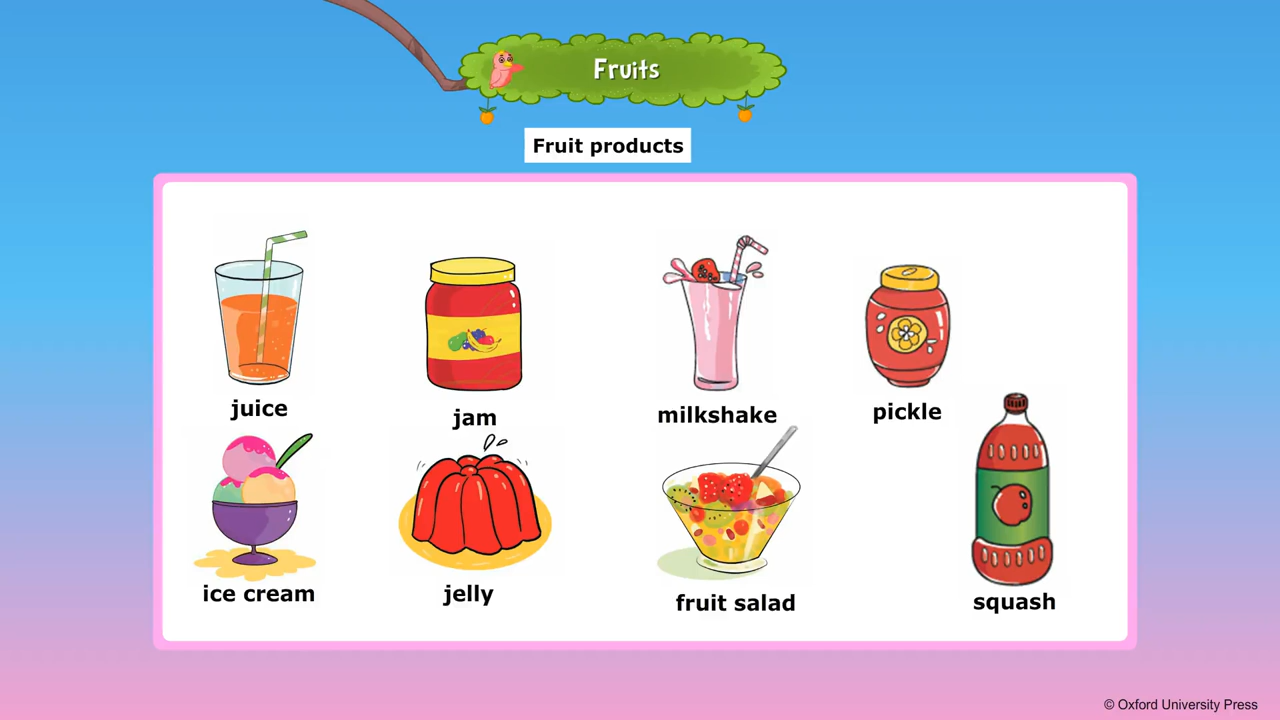 Fruits
Fruit products
juice
jam
milkshake
pickle
ice cream
jelly
fruit salad
squash
© Oxford University Press